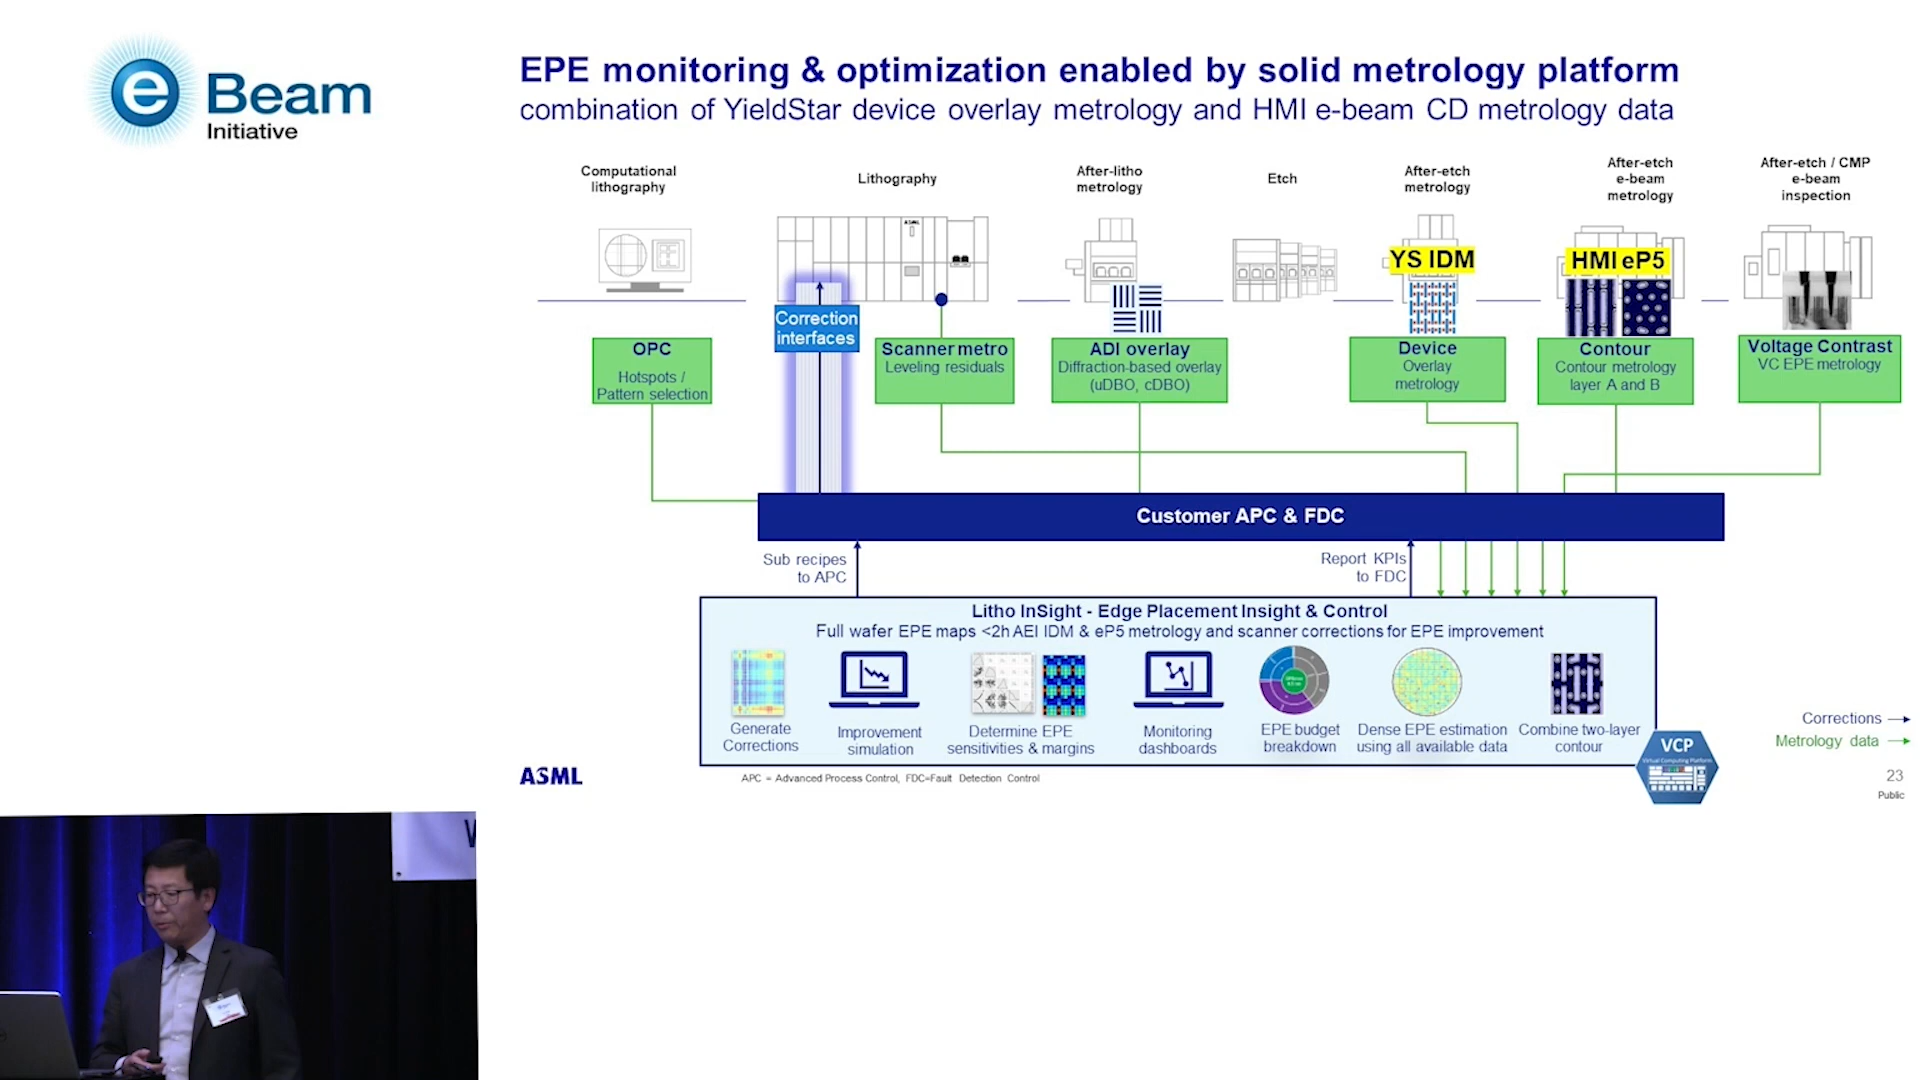 e Beam
Initiative
EPE monitoring & optimization enabled by solid metrology platform
combination of YieldStar device overlay metrology and HMI e-beam CD metrology data
Computational
lithography
Lithography
After-litho
metrology
Etch
After-etch
metrology
After-etch
e-beam
metrology
After-etch / CMP
e-beam
inspection
ASML
YS IDM
HMI eP5
Correction
interfaces
OPC
Hotspots /
Pattern selection
Scanner metro
Leveling residuals
ADI overlay
Diffraction-based overlay
(uDBO, cDBO)
Device
Overlay
metrology
Contour
Contour metrology
layer A and B
Voltage Contrast
VC EPE metrology
Customer APC & FDC
Sub recipes
to APC
Report KPIs
to FDC
Litho InSight - Edge Placement Insight & Control
Full wafer EPE maps <2h AEI IDM & eP5 metrology and scanner corrections for EPE improvement
Generate
Corrections
Improvement
simulation
Determine EPE
sensitivities & margins
Monitoring
dashboards
EPE budget
breakdown
Dense EPE estimation
using all available data
Combine two-layer
contour
VCP
Virtual Computing Platform
Corrections
Metrology data
ASML
APC = Advanced Process Control, FDC=Fault Detection Control
23
Public